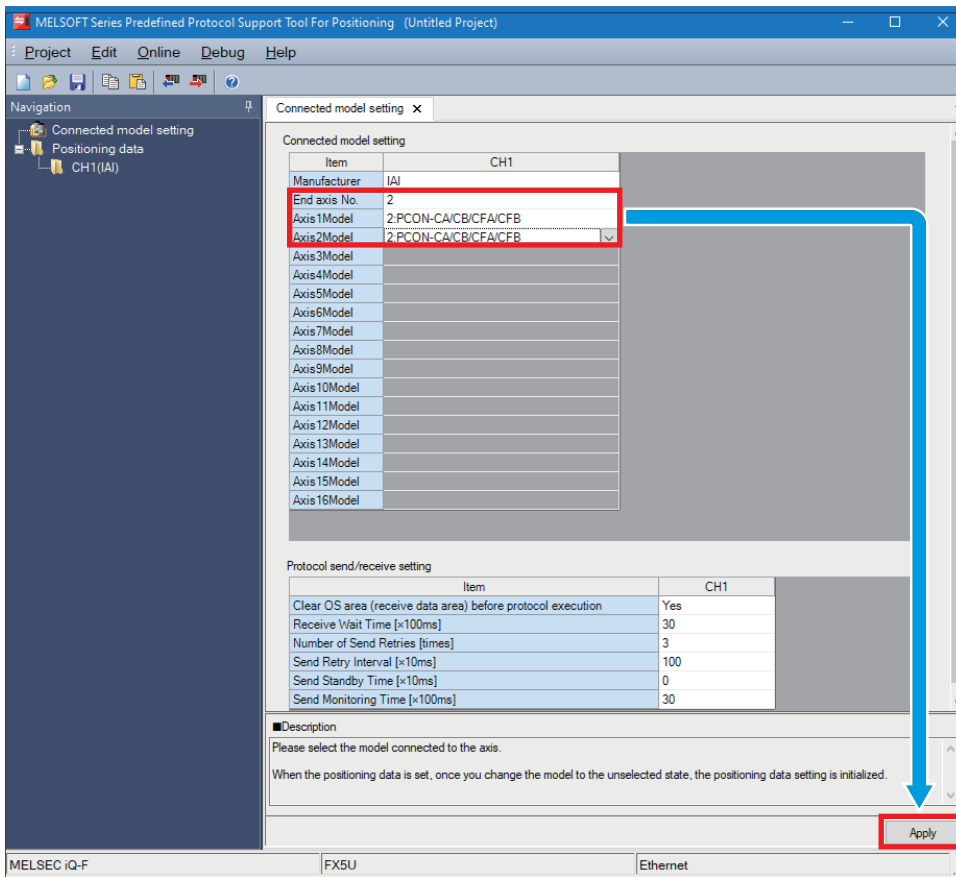 MELSOFT Series Predefined Protocol Support Tool For Positioning (Untitled Project)
Project Edit Online Debug Help
Navigation
Connected model setting
Positioning data
CH1(IAI)
Connected model setting
Connected model setting
Item CH1
Manufacturer IAI
End axis No. 2
Axis1Model 2:PCON-CA/CB/CFA/CFB
Axis2Model 2:PCON-CA/CB/CFA/CFB
Axis3Model
Axis4Model
Axis5Model
Axis6Model
Axis7Model
Axis8Model
Axis9Model
Axis10Model
Axis11Model
Axis12Model
Axis13Model
Axis14Model
Axis15Model
Axis16Model
Protocol send/receive setting
Item CH1
Clear OS area (receive data area) before protocol execution Yes
Receive Wait Time [×100ms] 30
Number of Send Retries [times] 3
Send Retry Interval [×10ms] 100
Send Standby Time [×10ms] 0
Send Monitoring Time [×100ms] 30
■Description
Please select the model connected to the axis.
When the positioning data is set, once you change the model to the unselected state, the positioning data setting is initialized.
Apply
MELSEC iQ-F FX5U Ethernet